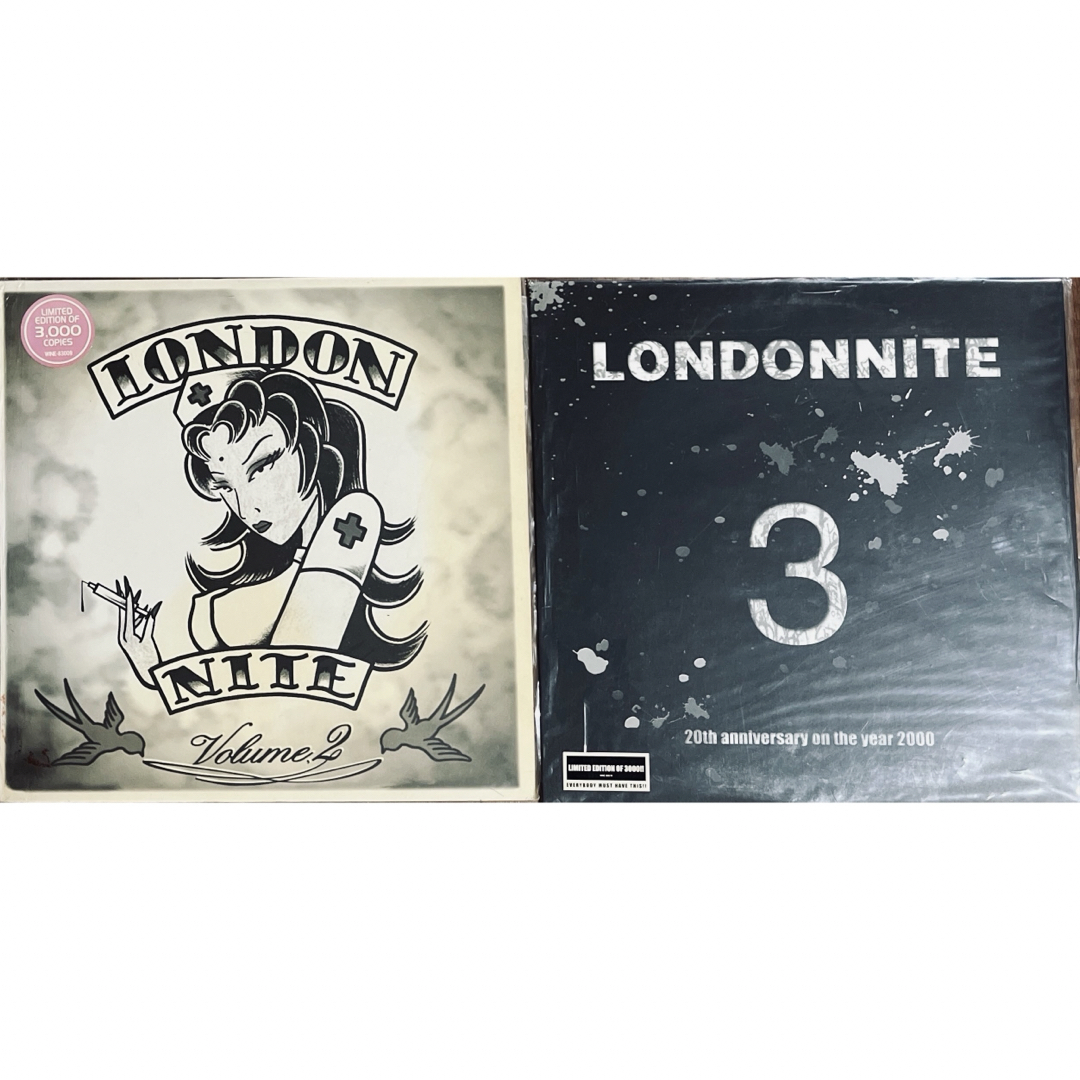 LIMITED
EDITION OF
3,000
COPIES
LONDON
NITE
Volume.2
LONDONNITE
3
20th anniversary on the year 2000
LIMITED EDITION OF 3000!!
EVERYBODY MUST HAVE THIS!!